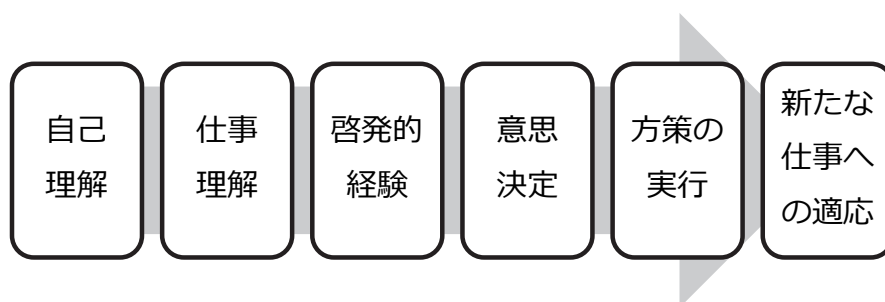 自己
理解
仕事
理解
啓発的
経験
意思
決定
方策の
実行
新たな
仕事へ
の適応